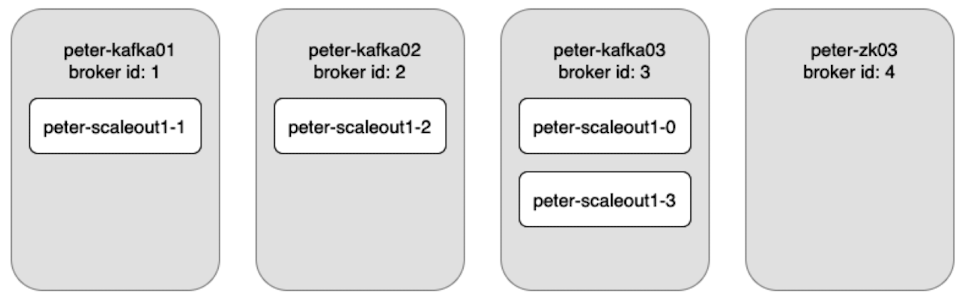 peter-kafka01
broker id: 1
peter-scaleout1-1
peter-kafka02
broker id: 2
peter-scaleout1-2
peter-kafka03
broker id: 3
peter-scaleout1-0
peter-scaleout1-3
peter-zk03
broker id: 4